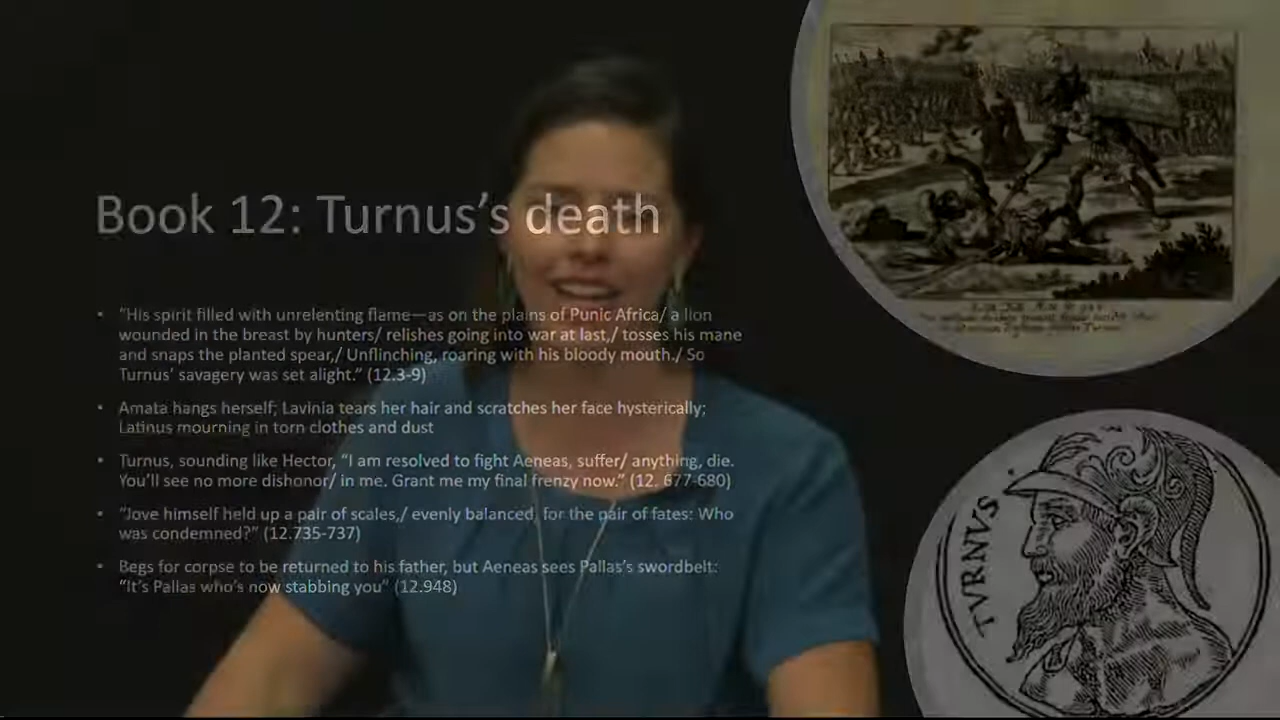 Book 12: Turnus's death
• "His spirit filled with unrelenting flame—as on the plains of Punic Africa/ a lion
wounded in the breast by hunters/ relishes going into war at last,/ tosses his mane
and snaps the planted spear,/ Unflinching, roaring with his bloody mouth./ So
Turnus' savagery was set alight." (12.3-9)
• Amata hangs herself; Lavinia tears her hair and scratches her face hysterically;
Latinus mourning in torn clothes and dust
• Turnus, sounding like Hector, "I am resolved to fight Aeneas, suffer/ anything, die.
You'll see no more dishonor/ in me. Grant me my final frenzy now." (12. 677-680)
• "Jove himself held up a pair of scales,/ evenly balanced, for the pair of fates: Who
was condemned?" (12.735-737)
• Begs for corpse to be returned to his father, but Aeneas sees Pallas's swordbelt:
"It's Pallas who's now stabbing you" (12.948)
TVRNVS